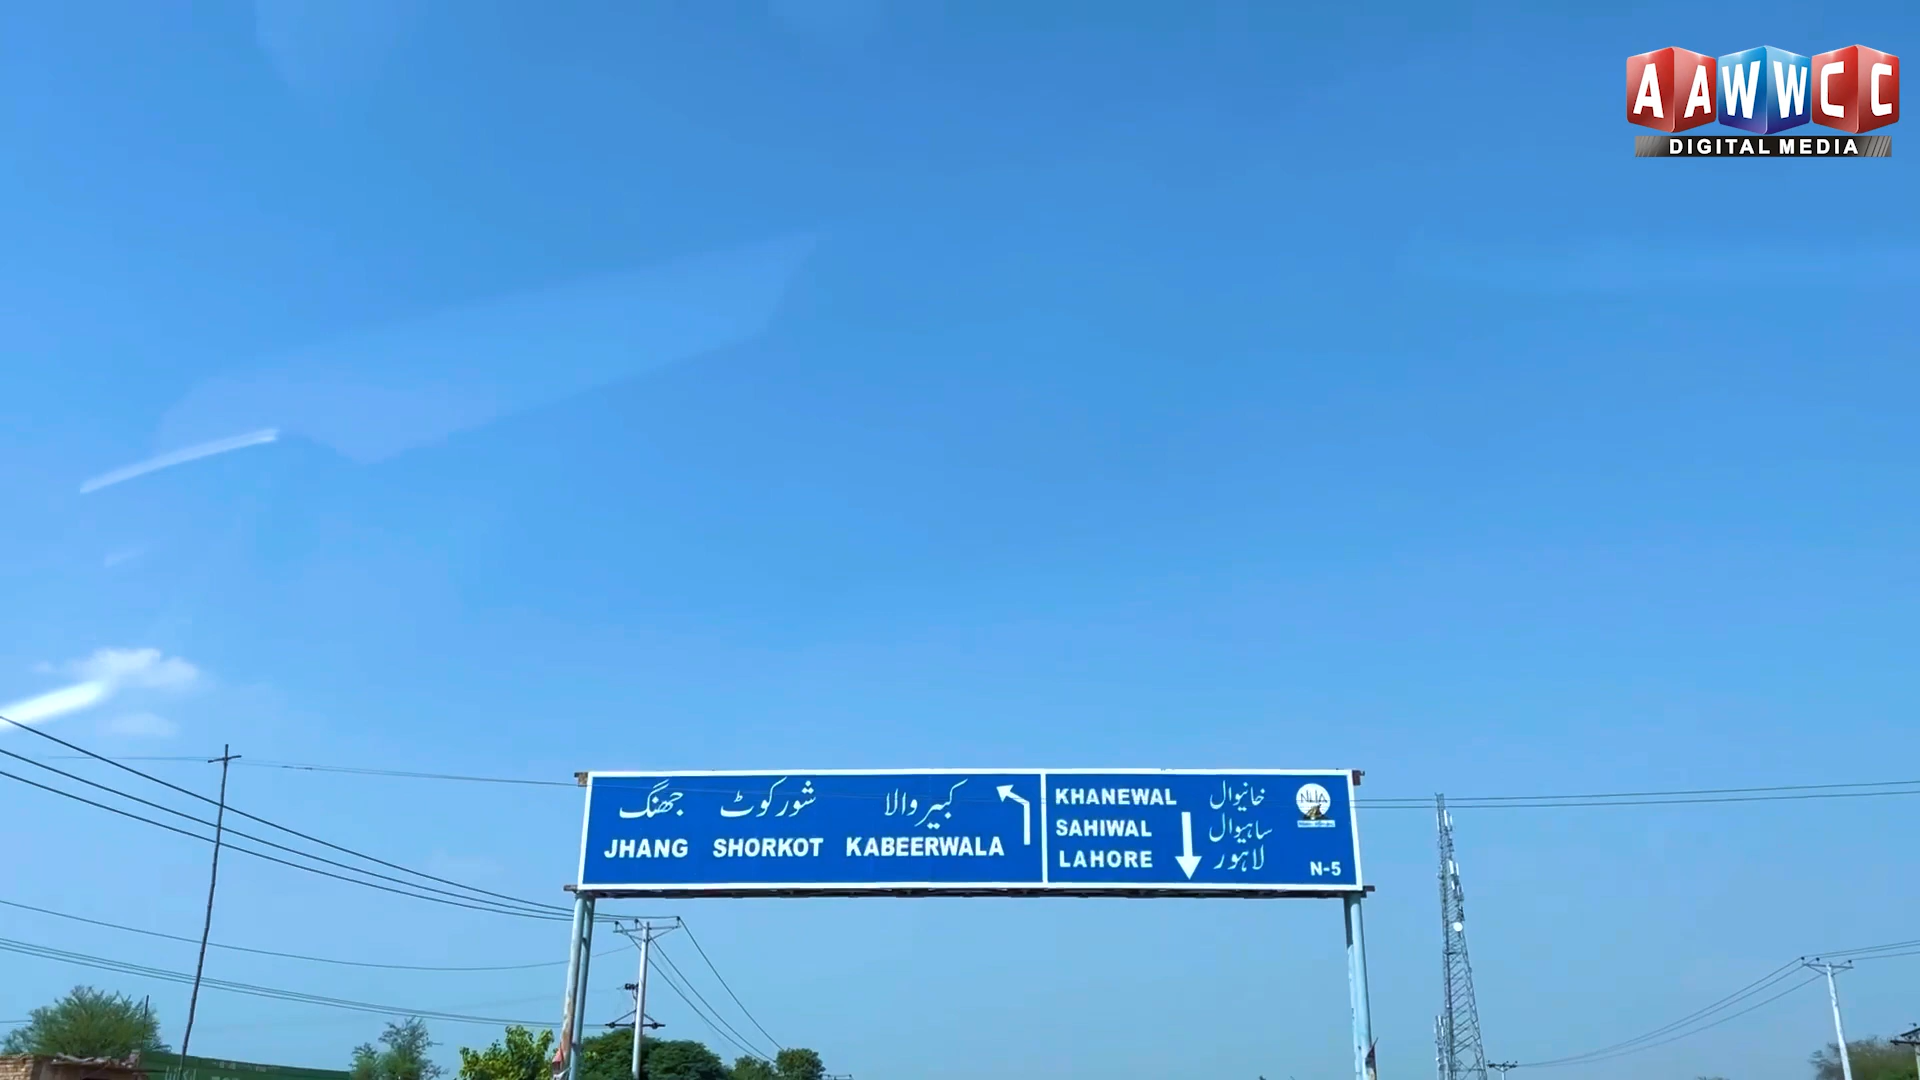 AAWWCC
DIGITAL MEDIA
جھنگ شورکوٹ کبیروالا
JHANG SHORKOT KABEERWALA
KHANEWAL خانیوال
SAHIWAL ساہیوال
LAHORE لاہور
NHA
N-5